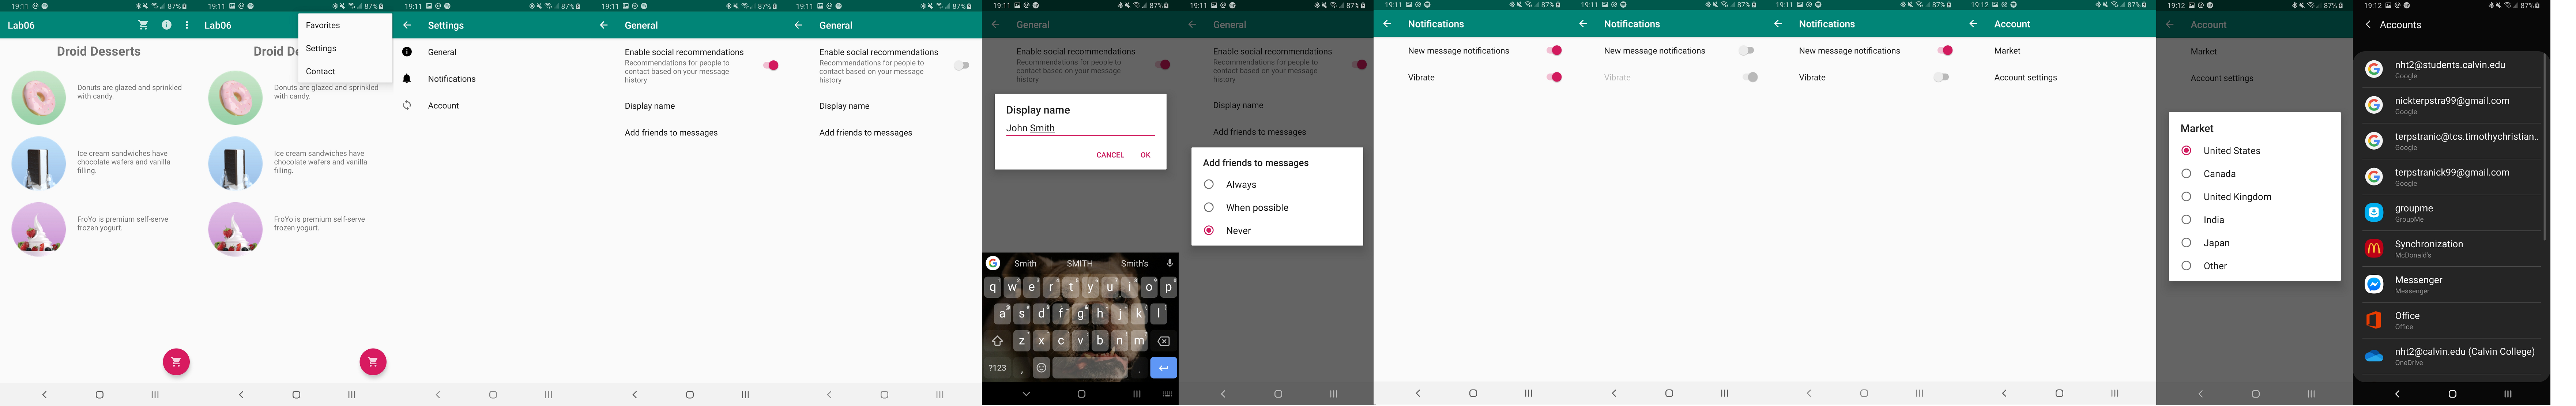 19:11
87%
Lab06
Droid Desserts
Donuts are glazed and sprinkled
with candy.
Ice cream sandwiches have
chocolate wafers and vanilla
filling.
FroYo is premium self-serve
frozen yogurt.
19:11
87%
Lab06
Favorites
Settings
Contact
Droid De
Donuts are glazed and sprinkled
with candy.
Ice cream sandwiches have
chocolate wafers and vanilla
filling.
FroYo is premium self-serve
frozen yogurt.
19:11
87%
Settings
General
Notifications
Account
19:11
87%
General
Enable social recommendations
Recommendations for people to
contact based on your message
history
Display name
Add friends to messages
19:11
87%
General
Enable social recommendations
Recommendations for people to
contact based on your message
history
Display name
Add friends to messages
19:11
87%
General
Enable social recommendations
Recommendations for people to
contact based on your message
history
Display name
John Smith
CANCEL OK
Smith SMITH Smith's
q w e r t y u i o p
a s d f g h j k l
z x c v b n m
?123 , .
19:11
87%
General
Enable social recommendations
Recommendations for people to
contact based on your message
history
Display name
Add friends to messages
Add friends to messages
Always
When possible
Never
19:11
87%
Notifications
New message notifications
Vibrate
19:11
87%
Notifications
New message notifications
Vibrate
19:11
87%
Notifications
New message notifications
Vibrate
19:12
87%
Account
Market
Account settings
19:12
87%
Account
Market
Account settings
Market
United States
Canada
United Kingdom
India
Japan
Other
19:12
87%
Accounts
nht2@students.calvin.edu
Google
nickterpstra99@gmail.com
Google
terpstranic@tcs.timothychristian..
Google
terpstranick99@gmail.com
Google
groupme
GroupMe
Synchronization
McDonald's
Messenger
Messenger
Office
Office
nht2@calvin.edu (Calvin College)
OneDrive